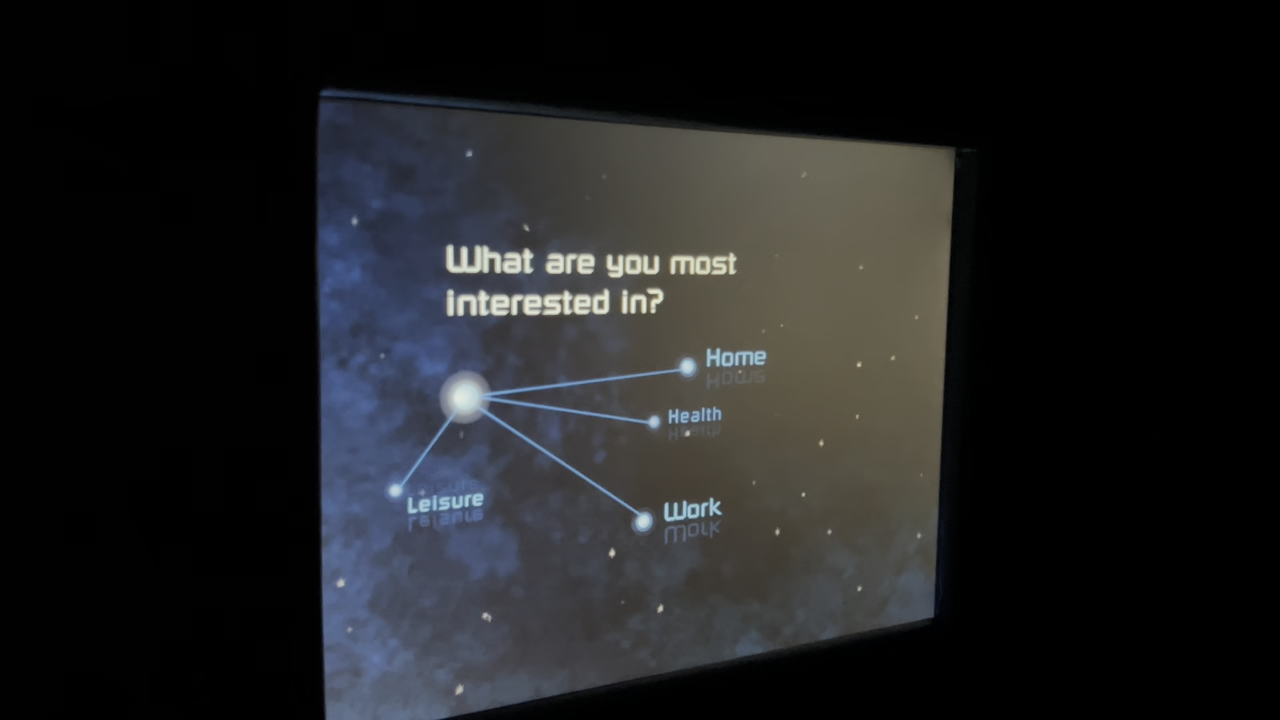 What are you most
interested in?
Home
Health
Leisure
Work